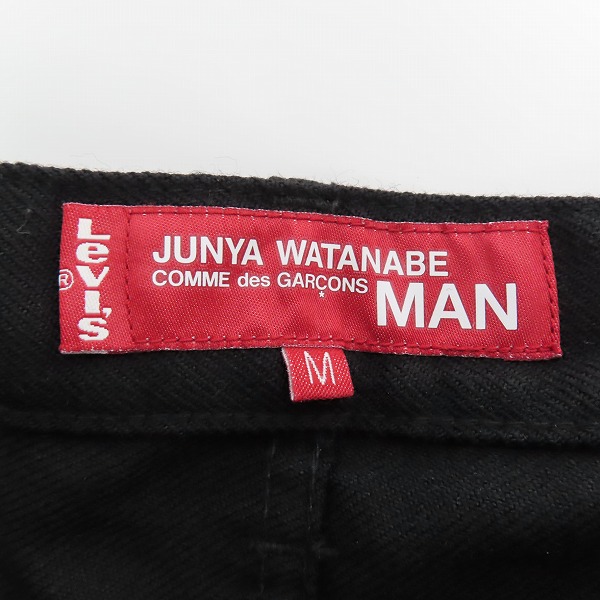 Levi's
®
JUNYA WATANABE
COMME des GARÇONS
MAN
M